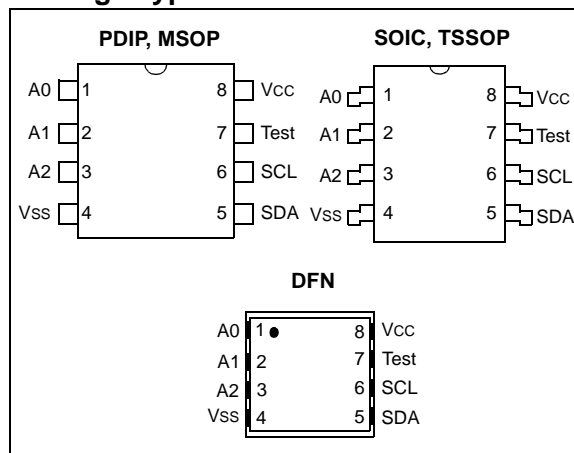 PDIP, MSOP
A0 1 8 VCC
A1 2 7 Test
A2 3 6 SCL
VSS 4 5 SDA
SOIC, TSSOP
A0 1 8 VCC
A1 2 7 Test
A2 3 6 SCL
VSS 4 5 SDA
DFN
A0 1 8 VCC
A1 2 7 Test
A2 3 6 SCL
VSS 4 5 SDA